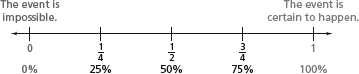 The event is
impossible.
The event is
certain to happen.
0 1/4 1/2 3/4 1
0% 25% 50% 75% 100%